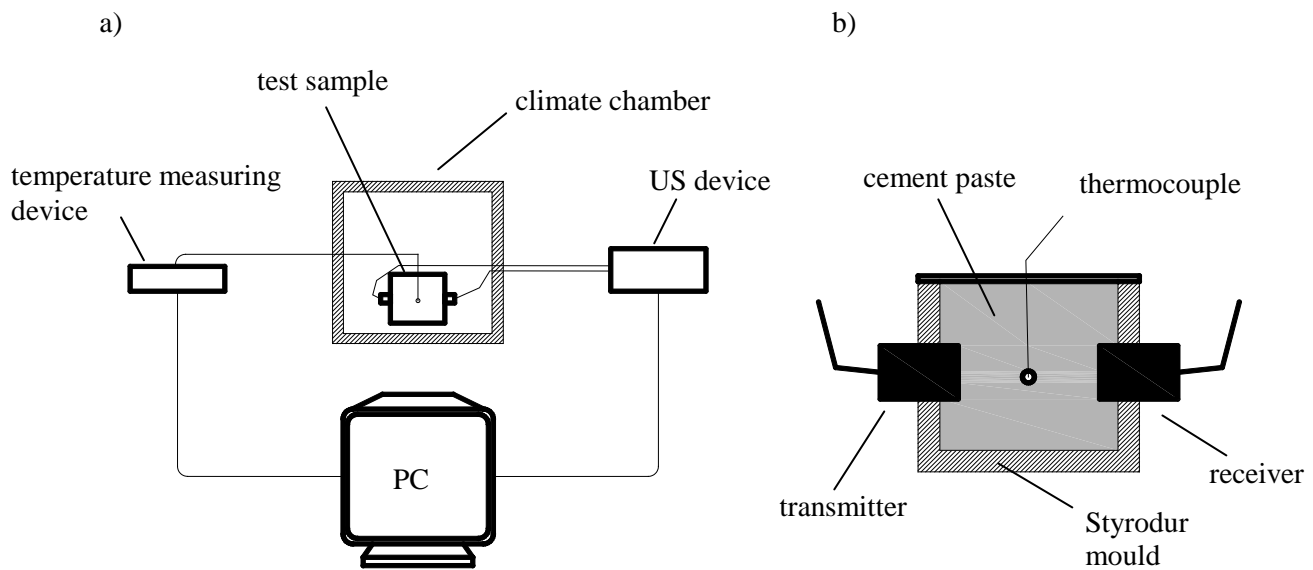 a)
test sample
climate chamber
temperature measuring
device
US device
PC
b)
cement paste
thermocouple
transmitter
receiver
Styrodur
mould